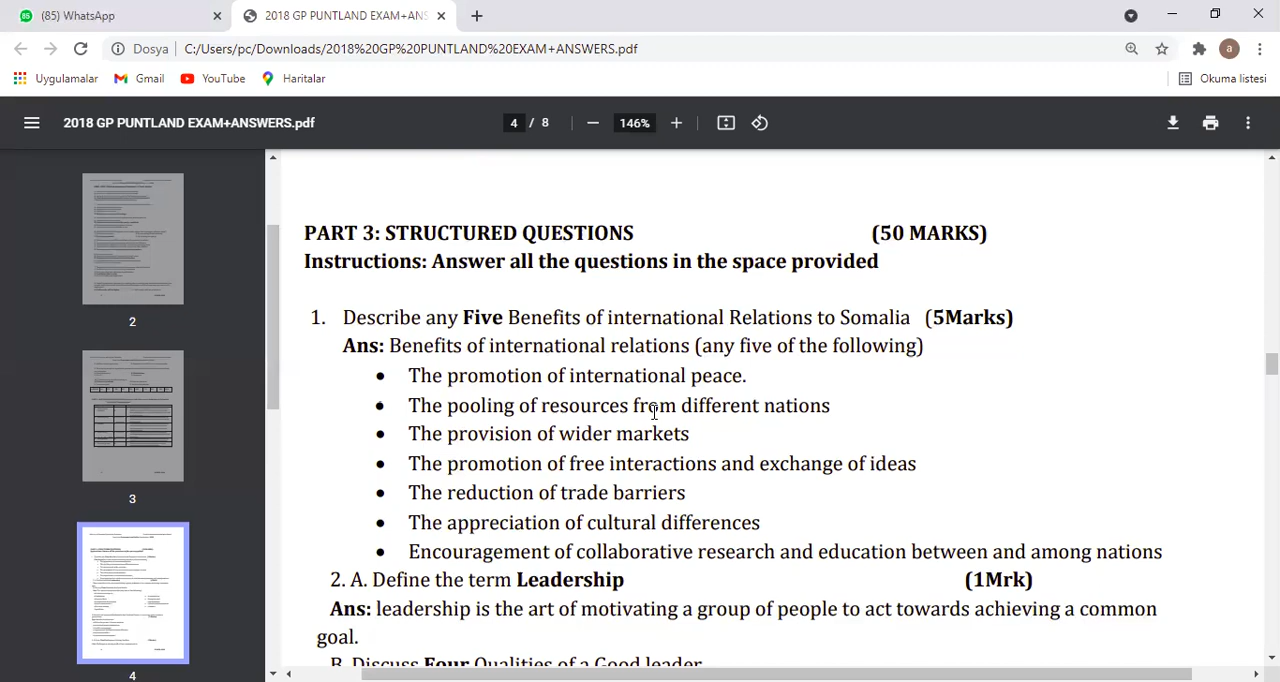 (85) WhatsApp
2018 GP PUNTLAND EXAM+ANS
Dosya
C:/Users/pc/Downloads/2018%20GP%20PUNTLAND%20EXAM+ANSWERS.pdf
a
Uygulamalar
Gmail
YouTube
Haritalar
Okuma listesi
2018 GP PUNTLAND EXAM+ANSWERS.pdf
4 / 8
146%
2
3
4
PART 3: STRUCTURED QUESTIONS (50 MARKS)
Instructions: Answer all the questions in the space provided
1. Describe any Five Benefits of international Relations to Somalia (5Marks)
Ans: Benefits of international relations (any five of the following)
• The promotion of international peace.
• The pooling of resources from different nations
• The provision of wider markets
• The promotion of free interactions and exchange of ideas
• The reduction of trade barriers
• The appreciation of cultural differences
• Encouragement of collaborative research and education between and among nations
2. A. Define the term Leadership (1Mrk)
Ans: leadership is the act of motivating a group of people to act towards achieving a common
goal.
B. Discuss Four Qualities of a Good leader